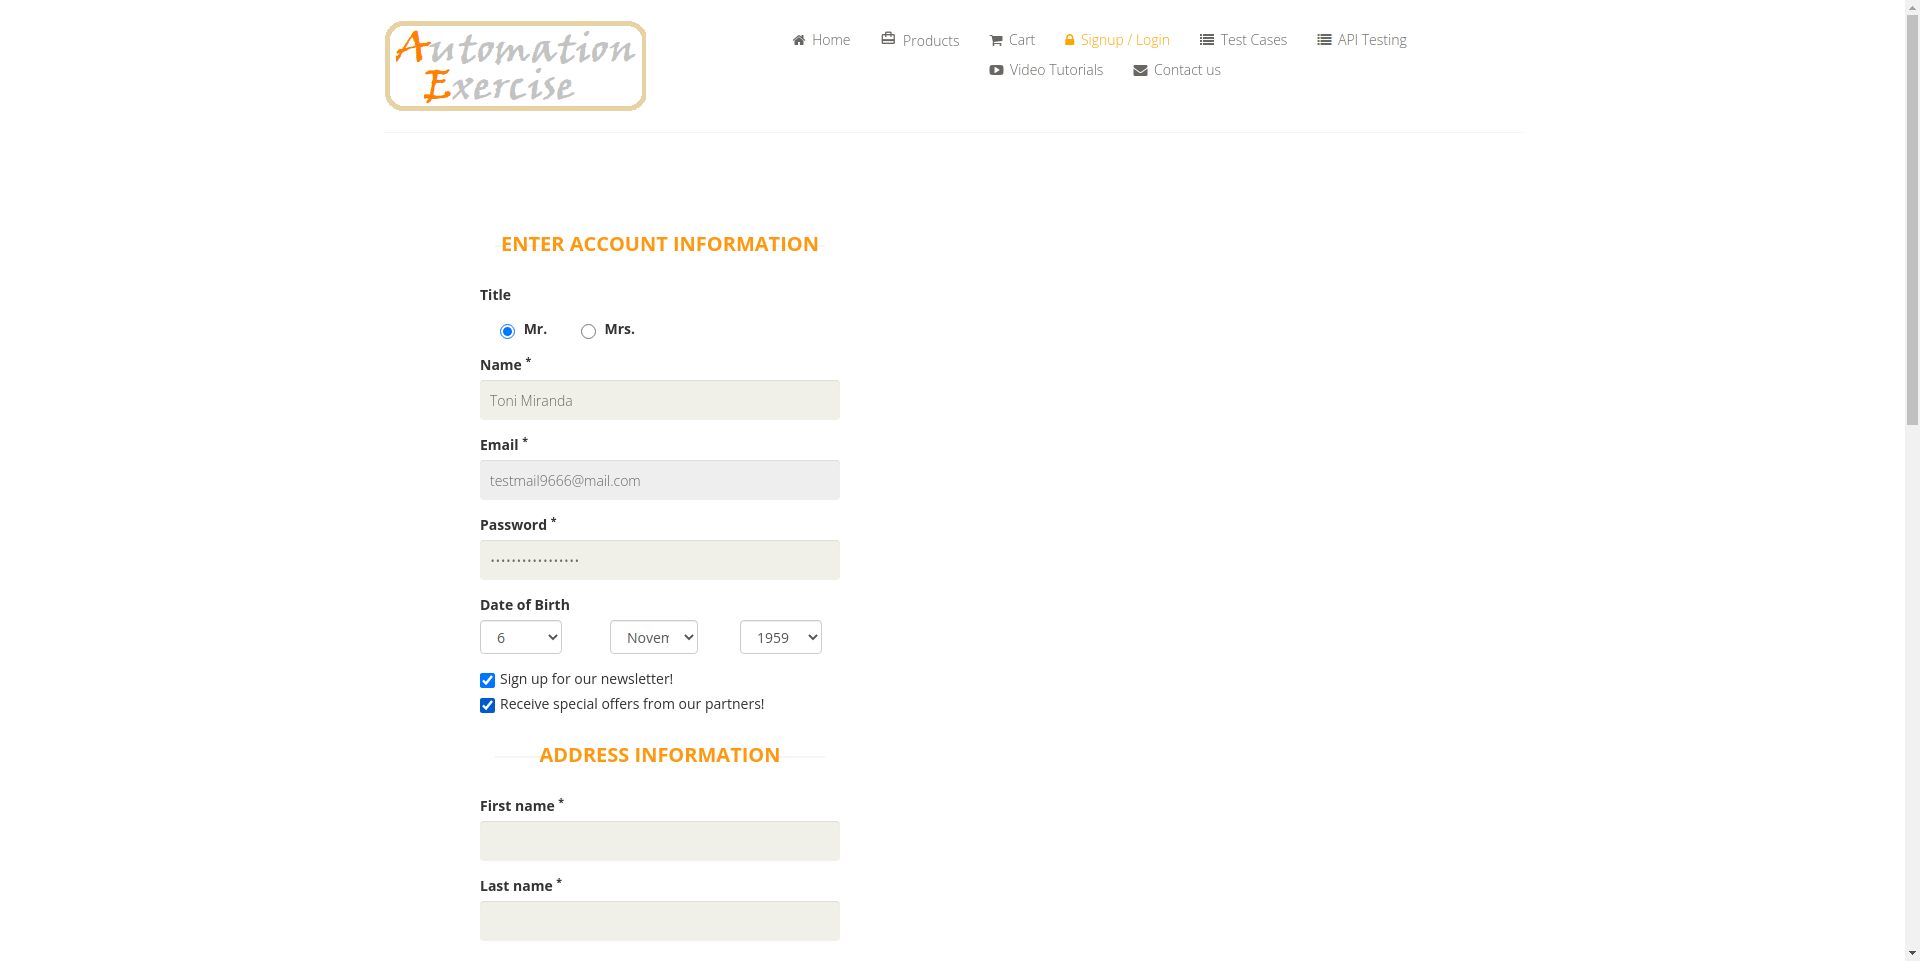 Automation
Exercise
Home
Products
Cart
Signup / Login
Test Cases
API Testing
Video Tutorials
Contact us
ENTER ACCOUNT INFORMATION
Title
Mr.
Mrs.
Name *
Toni Miranda
Email *
testmail9666@mail.com
Password *
•••••••••••••••••
Date of Birth
6
Novem
1959
Sign up for our newsletter!
Receive special offers from our partners!
ADDRESS INFORMATION
First name *
Last name *